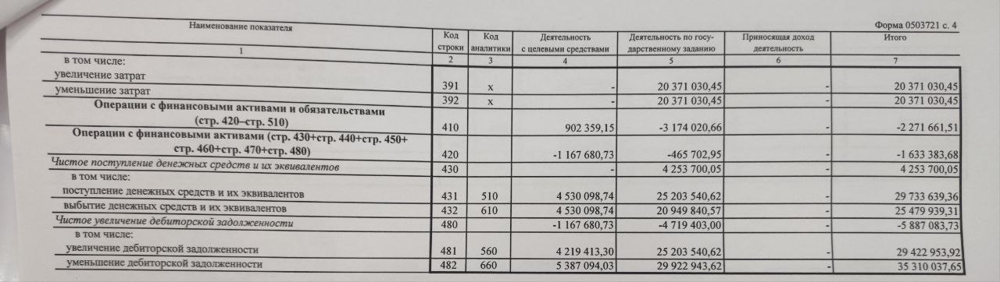 Форма 0503721 с. 4
Наименование показателя Код строки Код аналитики Деятельность с целевыми средствами Деятельность по государственному заданию Приносящая доход деятельность Итого
1 2 3 4 5 6 7
в том числе:
увеличение затрат 391 х - 20 371 030,45 - 20 371 030,45
уменьшение затрат 392 х - 20 371 030,45 - 20 371 030,45
Операции с финансовыми активами и обязательствами
(стр. 420–стр. 510) 410 902 359,15 -3 174 020,66 - -2 271 661,51
Операции с финансовыми активами (стр. 430+стр. 440+стр. 450+
стр. 460+стр. 470+стр. 480) 420 -1 167 680,73 -465 702,95 - -1 633 383,68
Чистое поступление денежных средств и их эквивалентов 430 - 4 253 700,05 - 4 253 700,05
в том числе:
поступление денежных средств и их эквивалентов 431 510 4 530 098,74 25 203 540,62 - 29 733 639,36
выбытие денежных средств и их эквивалентов 432 610 4 530 098,74 20 949 840,57 - 25 479 939,31
Чистое увеличение дебиторской задолженности 480 -1 167 680,73 -4 719 403,00 - -5 887 083,73
в том числе:
увеличение дебиторской задолженности 481 560 4 219 413,30 25 203 540,62 - 29 422 953,92
уменьшение дебиторской задолженности 482 660 5 387 094,03 29 922 943,62 - 35 310 037,65